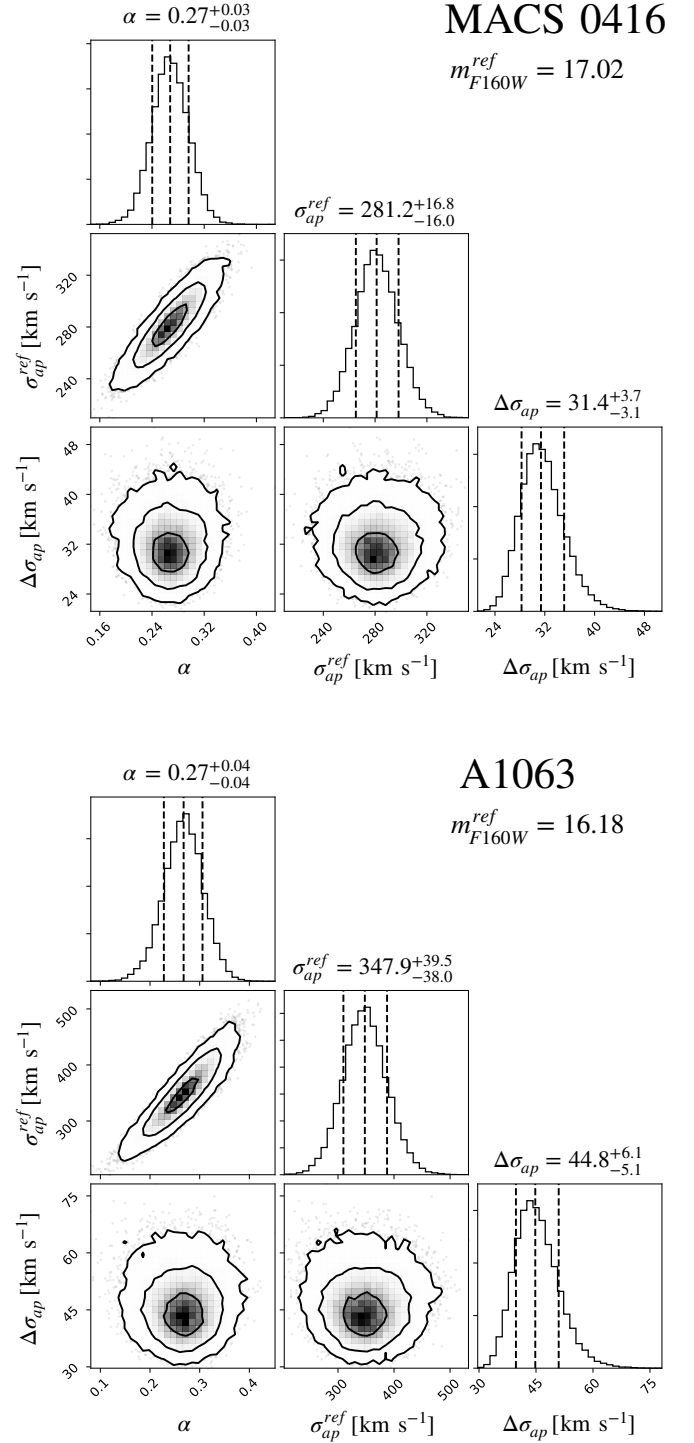 MACS 0416
α = 0.27 +0.03 −0.03
m^{ref}_{F160W} = 17.02
σ^{ref}_{ap} = 281.2 +16.8 −16.0
σ^{ref}_{ap} [km s⁻¹]
320
280
240
Δσ_{ap} = 31.4 +3.7 −3.1
Δσ_{ap} [km s⁻¹]
48
40
32
24
0.16 0.24 0.32 0.40
240 280 320
24 32 40 48
α
σ^{ref}_{ap} [km s⁻¹]
Δσ_{ap} [km s⁻¹]
A1063
α = 0.27 +0.04 −0.04
m^{ref}_{F160W} = 16.18
σ^{ref}_{ap} = 347.9 +39.5 −38.0
σ^{ref}_{ap} [km s⁻¹]
500
400
300
Δσ_{ap} = 44.8 +6.1 −5.1
Δσ_{ap} [km s⁻¹]
75
60
45
30
0.1 0.2 0.3 0.4
300 400 500
30 45 60 75
α
σ^{ref}_{ap} [km s⁻¹]
Δσ_{ap} [km s⁻¹]